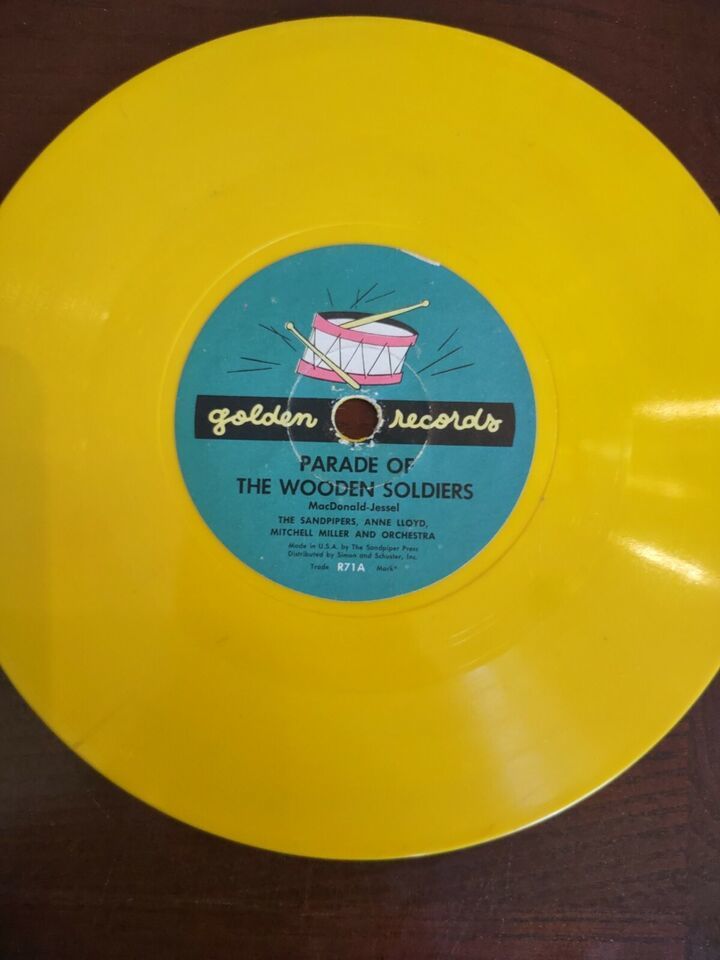 golden records
PARADE OF
THE WOODEN SOLDIERS
MacDonald-Jessel
THE SANDPIPERS, ANNE LLOYD,
MITCHELL MILLER AND ORCHESTRA
Made in U.S.A. by The Sandpiper Press
Distributed by Simon and Schuster, Inc.
Trade R71A Mark*